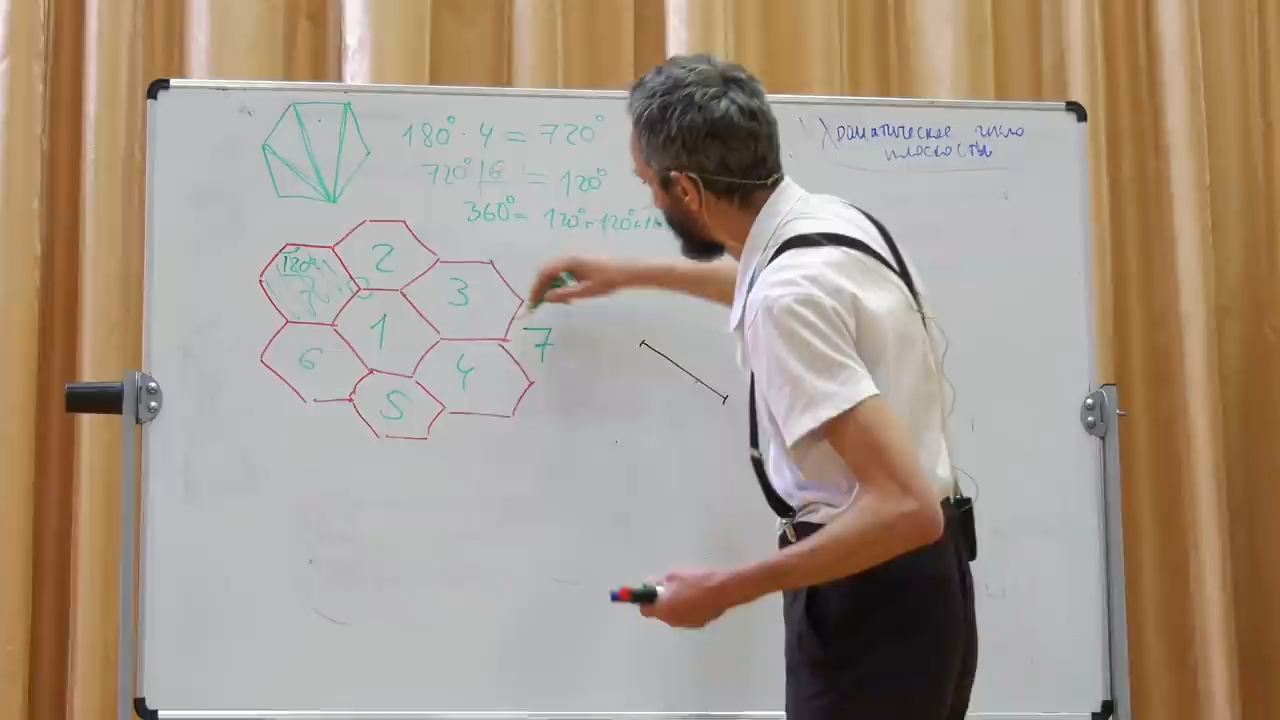 180° · 4 = 720°
720° | 6 = 120°
360° = 120° + 120° + 1
Хроматическое число
плоскости
2
180°
3
1
7
6
4
5